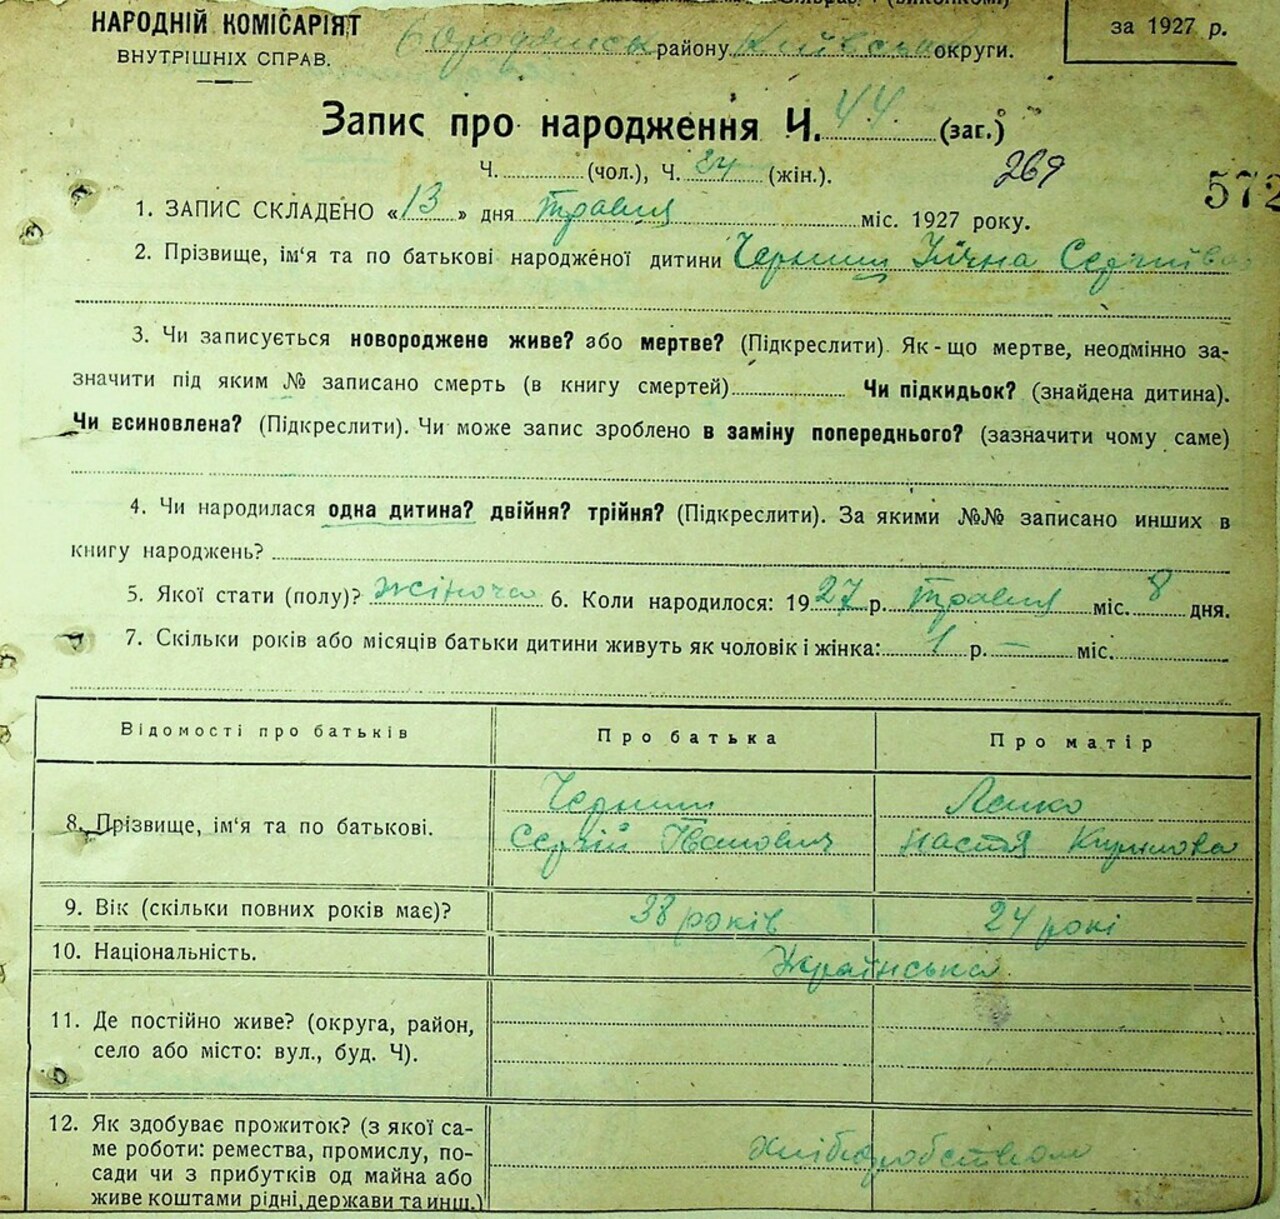 НАРОДНІЙ КОМІСАРІЯТ
ВНУТРІШНІХ СПРАВ.
району Київськ округи.
за 1927 р.
Запис про народження Ч. 44 (заг.)
Ч. (чол.), Ч. 24 (жін.).
269
572
1. ЗАПИС СКЛАДЕНО «13» дня травня міс. 1927 року.
2. Прізвище, ім'я та по батькові народженої дитини Черниш Сергиїв
3. Чи записується новороджене живе? або мертве? (Підкреслити) Як-що мертве, неодмінно за-
значити під яким № записано смерть (в книгу смертей) Чи підкидьок? (знайдена дитина).
Чи всиновлена? (Підкреслити). Чи може запис зроблено в заміну попереднього? (зазначити чому саме)
4. Чи народилася одна дитина? двійня? трійня? (Підкреслити). За якими №№ записано инших в
книгу народжень?
5. Якої стати (полу)? жіноча 6. Коли народилося: 1927 р. травня міс. 8 дня.
7. Скільки років або місяців батьки дитини живуть як чоловік і жінка: 1 р. — міс.
Відомості про батьків Про батька Про матір
8. Прізвище, ім'я та по батькові.
Черниш
Сергій Іванович
Ляшко
Настя Кирилова
9. Вік (скільки повних років має)? 38 років 24 рокі
10. Національність. Українська
11. Де постійно живе? (округа, район,
село або місто: вул., буд. Ч).
12. Як здобуває прожиток? (з якої са-
ме роботи: ремества, промислу, по-
сади чи з прибутків од майна або
живе коштами рідні, держави та инш.)
Хліборобством